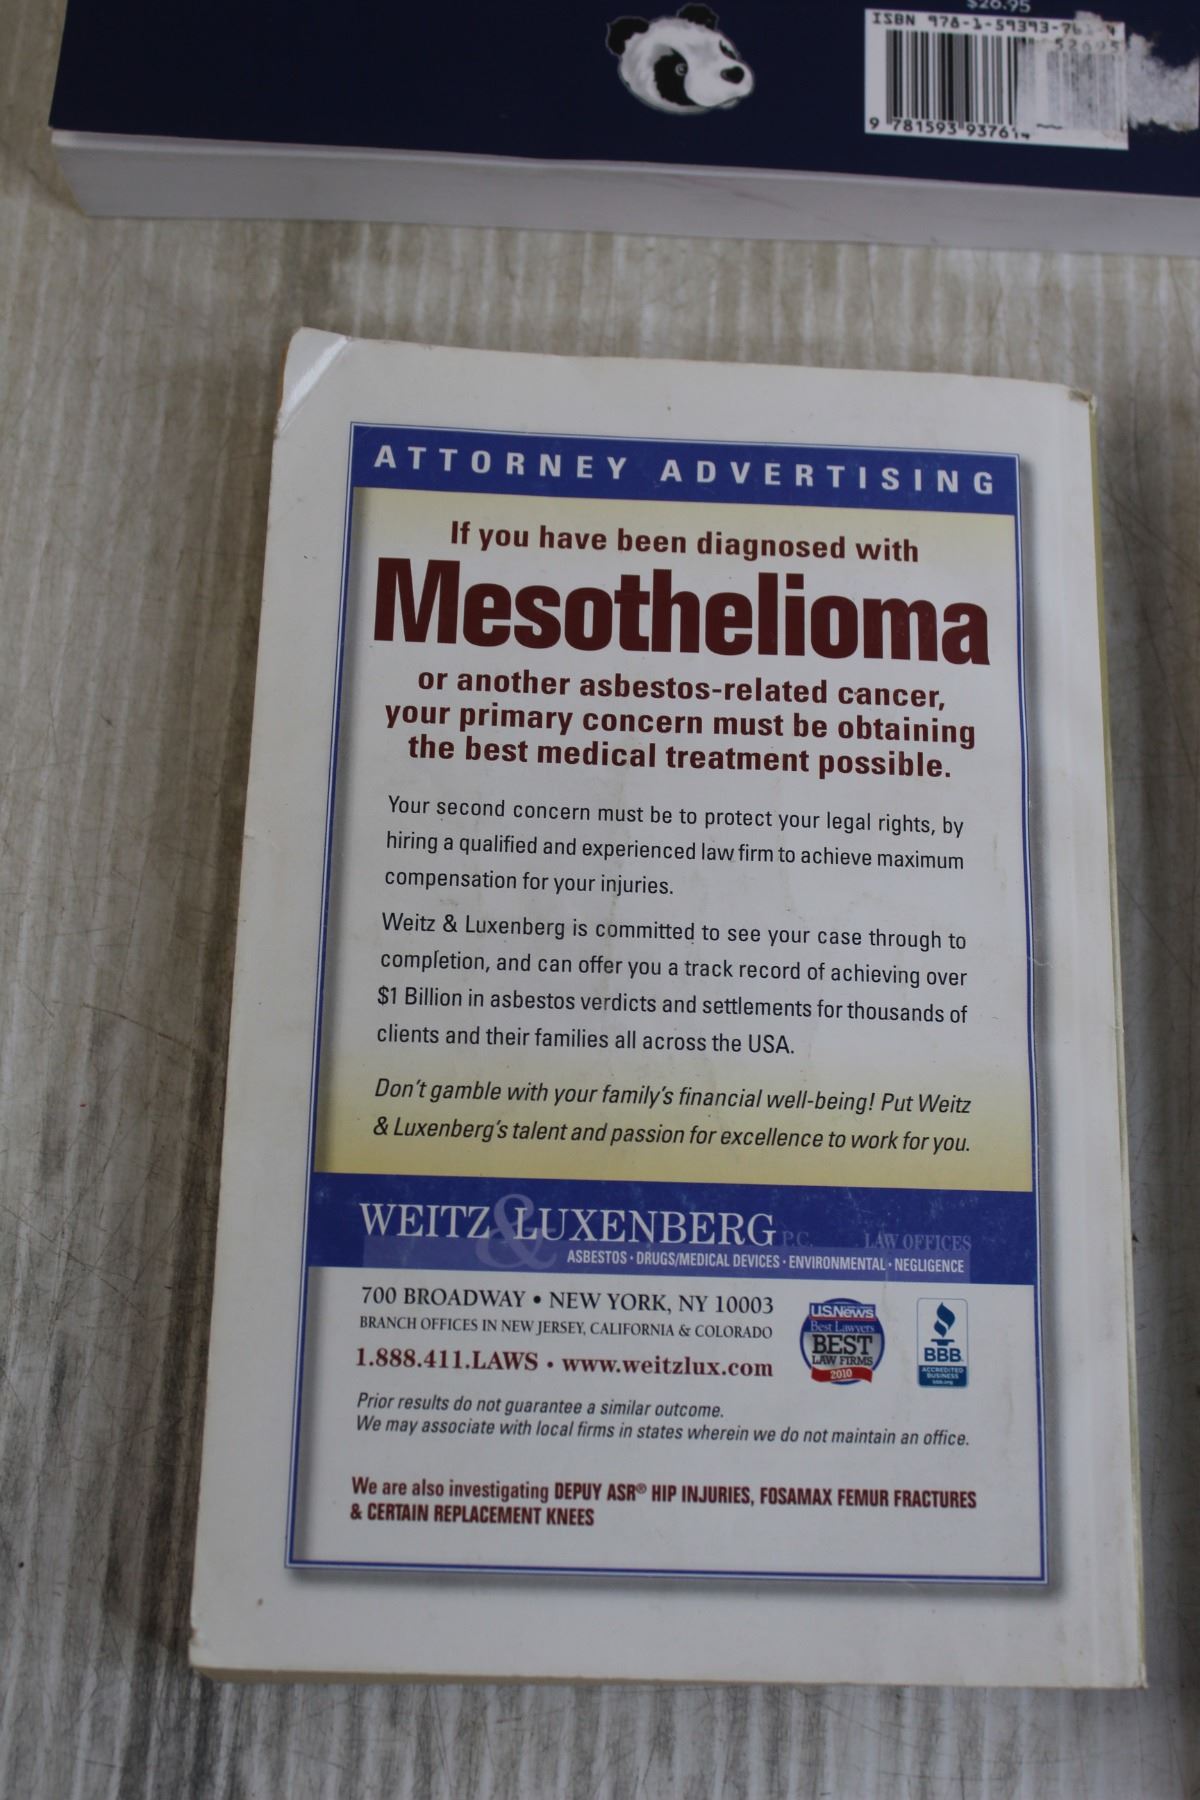 $26.95
ISBN 978-1-59393-76
52695
9 781593 93761
ATTORNEY ADVERTISING
If you have been diagnosed with
Mesothelioma
or another asbestos-related cancer,
your primary concern must be obtaining
the best medical treatment possible.
Your second concern must be to protect your legal rights, by
hiring a qualified and experienced law firm to achieve maximum
compensation for your injuries.
Weitz & Luxenberg is committed to see your case through to
completion, and can offer you a track record of achieving over
$1 Billion in asbestos verdicts and settlements for thousands of
clients and their families all across the USA.
Don't gamble with your family's financial well-being! Put Weitz
& Luxenberg's talent and passion for excellence to work for you.
WEITZ & LUXENBERG P.C. LAW OFFICES
ASBESTOS · DRUGS/MEDICAL DEVICES · ENVIRONMENTAL · NEGLIGENCE
700 BROADWAY • NEW YORK, NY 10003
BRANCH OFFICES IN NEW JERSEY, CALIFORNIA & COLORADO
1.888.411.LAWS • www.weitzlux.com
U.S.News
Best Lawyers
BEST
LAW FIRMS
2010
BBB
ACCREDITED
BUSINESS
bbb.org
Prior results do not guarantee a similar outcome.
We may associate with local firms in states wherein we do not maintain an office.
We are also investigating DEPUY ASR® HIP INJURIES, FOSAMAX FEMUR FRACTURES
& CERTAIN REPLACEMENT KNEES